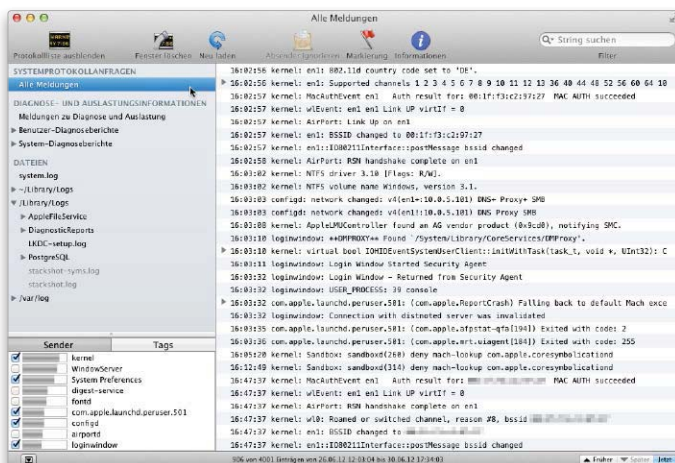 Alle Meldungen
Protokollliste ausblenden
Fenster löschen
Neu laden
Absender ignorieren
Markierung
Informationen
String suchen
Filter
SYSTEMPROTOKOLLANFRAGEN
Alle Meldungen
DIAGNOSE- UND AUSLASTUNGSINFORMATIONEN
Meldungen zu Diagnose und Auslastung
Benutzer-Diagnoseberichte
System-Diagnoseberichte
DATEIEN
system.log
~/Library/Logs
/Library/Logs
AppleFileService
DiagnosticReports
LKDC-setup.log
PostgreSQL
stackshot-syms.log
stackshot.log
/var/log
Sender
Tags
kernel
WindowServer
System Preferences
digest-service
fontd
com.apple.launchd.peruser.501
configd
airportd
loginwindow
16:02:56 kernel: en1: 802.11d country code set to 'DE'.
16:02:56 kernel: en1: Supported channels 1 2 3 4 5 6 7 8 9 10 11 12 13 36 40 44 48 52 56 60 64 10
16:02:57 kernel: MacAuthEvent en1 Auth result for: 00:1f:f3:c2:97:27 MAC AUTH succeeded
16:02:57 kernel: wlEvent: en1 en1 Link UP virtIf = 0
16:02:57 kernel: AirPort: Link Up on en1
16:02:57 kernel: en1: BSSID changed to 00:1f:f3:c2:97:27
16:02:57 kernel: en1::IO80211Interface::postMessage bssid changed
16:02:58 kernel: AirPort: RSN handshake complete on en1
16:03:02 kernel: NTFS driver 3.10 [Flags: R/W].
16:03:02 kernel: NTFS volume name Windows, version 3.1.
16:03:03 configd: network changed: v4(en1+:10.0.5.101) DNS+ Proxy+ SMB
16:03:03 configd: network changed: v4(en1!:10.0.5.101) DNS Proxy SMB
16:03:08 kernel: AppleLMUController found an AG vendor product (0x9cd0), notifying SMC.
16:03:10 loginwindow: **DMPROXY** Found `/System/Library/CoreServices/DMProxy'.
16:03:10 kernel: virtual bool IOHIDEventSystemUserClient::initWithTask(task_t, void *, UInt32): C
16:03:11 loginwindow: Login Window Started Security Agent
16:03:32 loginwindow: Login Window - Returned from Security Agent
16:03:32 loginwindow: USER_PROCESS: 39 console
16:03:32 com.apple.launchd.peruser.501: (com.apple.ReportCrash) Falling back to default Mach exce
16:03:32 loginwindow: Connection with distnoted server was invalidated
16:03:35 com.apple.launchd.peruser.501: (com.apple.afpstat-qfa[194]) Exited with code: 2
16:03:36 com.apple.launchd.peruser.501: (com.apple.mrt.uiagent[184]) Exited with code: 255
16:05:20 kernel: Sandbox: sandboxd(260) deny mach-lookup com.apple.coresymbolicationd
16:12:49 kernel: Sandbox: sandboxd(314) deny mach-lookup com.apple.coresymbolicationd
16:47:37 kernel: MacAuthEvent en1 Auth result for: MAC AUTH succeeded
16:47:37 kernel: wlEvent: en1 en1 Link UP virtIf = 0
16:47:37 kernel: AirPort: RSN handshake complete on en1
16:47:37 kernel: wl0: Roamed or switched channel, reason #8, bssid
16:47:37 kernel: en1: BSSID changed to
16:47:37 kernel: en1::IO80211Interface::postMessage bssid changed
906 von 4001 Einträgen von 26.06.12 12:03:04 bis 30.06.12 17:34:03
Früher
Später
Jetzt